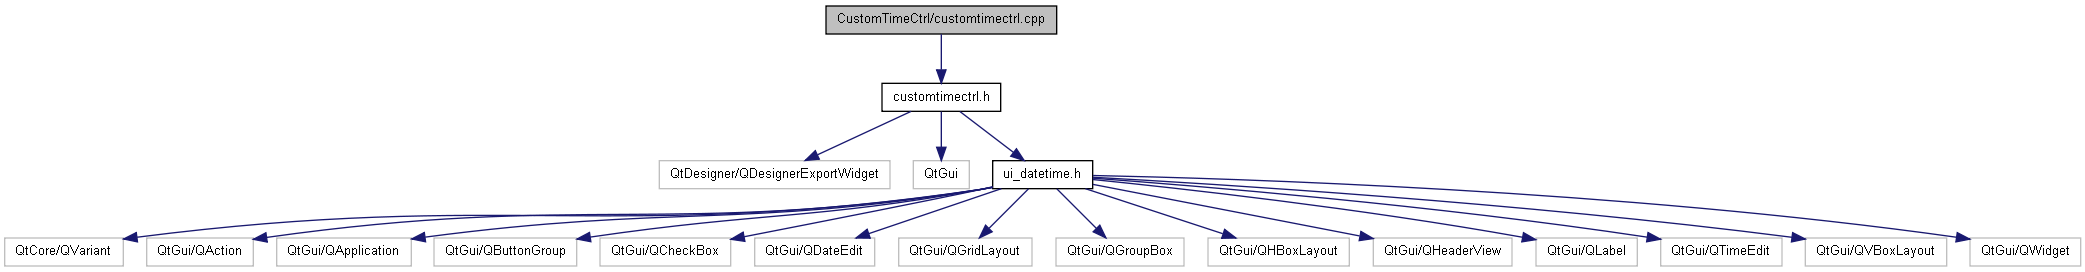 CustomTimeCtrl/customtimectrl.cpp
customtimectrl.h
QtDesigner/QDesignerExportWidget
QtGui
ui_datetime.h
QtCore/QVariant
QtGui/QAction
QtGui/QApplication
QtGui/QButtonGroup
QtGui/QCheckBox
QtGui/QDateEdit
QtGui/QGridLayout
QtGui/QGroupBox
QtGui/QHBoxLayout
QtGui/QHeaderView
QtGui/QLabel
QtGui/QTimeEdit
QtGui/QVBoxLayout
QtGui/QWidget